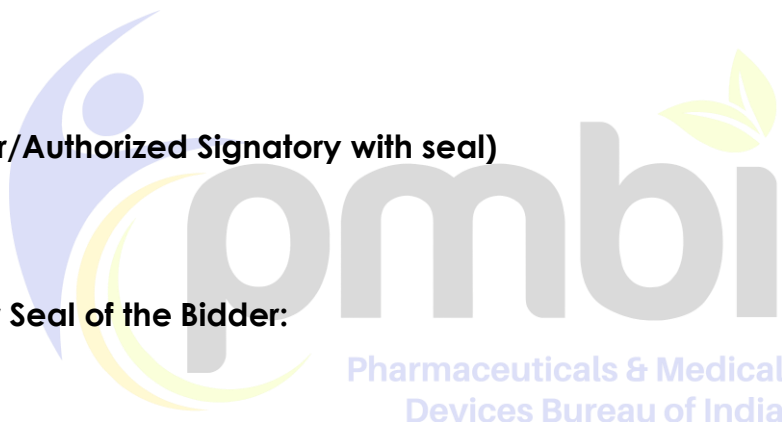 r/Authorized Signatory with seal)
pmbi
Seal of the Bidder:
Pharmaceuticals & Medical
Devices Bureau of India